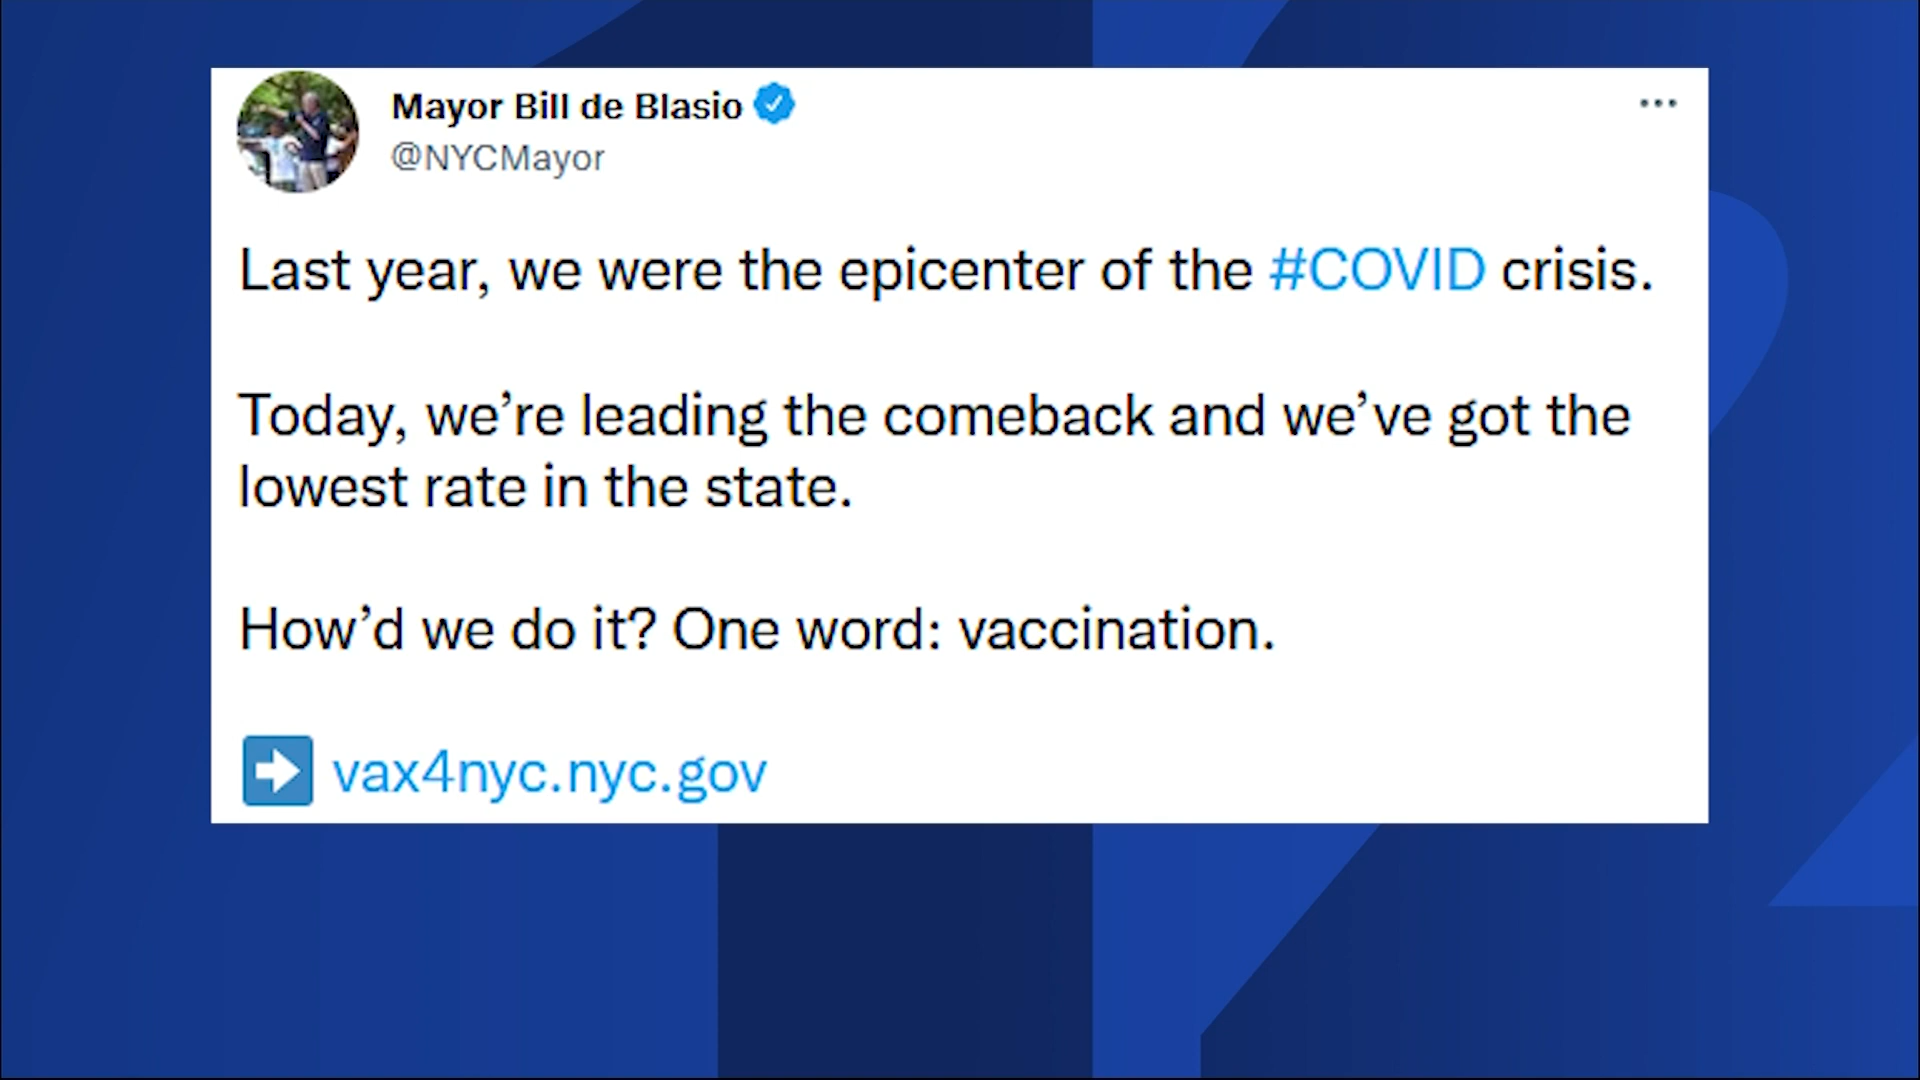 Mayor Bill de Blasio
@NYCMayor
Last year, we were the epicenter of the #COVID crisis.
Today, we’re leading the comeback and we’ve got the
lowest rate in the state.
How’d we do it? One word: vaccination.
➡️ vax4nyc.nyc.gov